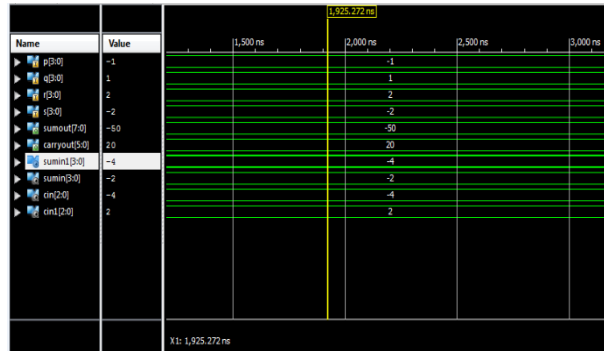 1,925.272 ns
Name Value 1,500 ns 2,000 ns 2,500 ns 3,000 ns
p[3:0] -1 -1
q[3:0] 1 1
r[3:0] 2 2
s[3:0] -2 -2
sumout[7:0] -50 -50
carryout[5:0] 20 20
sumin1[3:0] -4 -4
sumin[3:0] -2 -2
cin[2:0] -4 -4
cin1[2:0] 2 2
X1: 1,925.272 ns